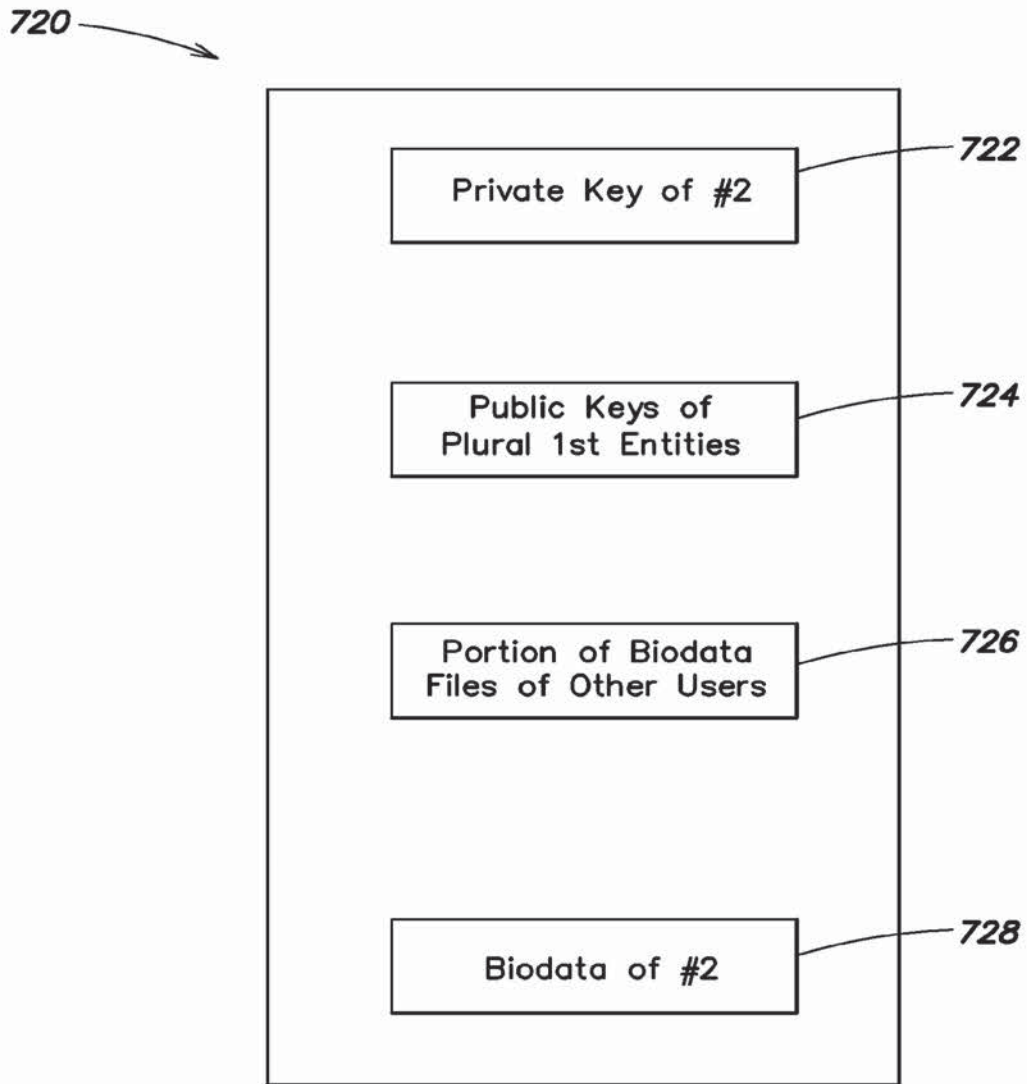 720
722
Private Key of #2
724
Public Keys of
Plural 1st Entities
726
Portion of Biodata
Files of Other Users
728
Biodata of #2